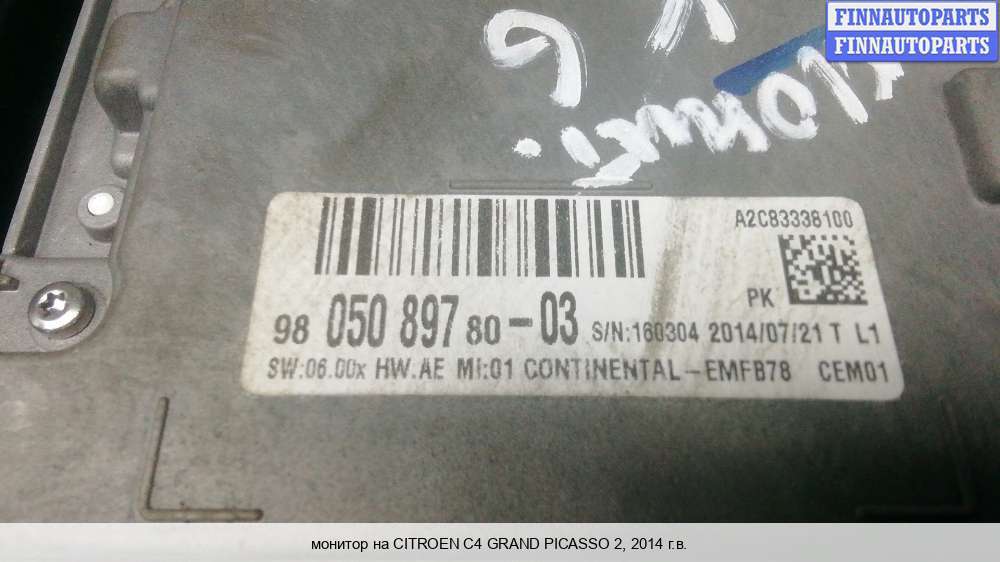 FINNAUTOPARTS
FINNAUTOPARTS
6
A2C83338100
PK
98 050 897 80-03 S/N:160304 2014/07/21 T L1
SW:06.00x HW:AE MI:01 CONTINENTAL-EMFB78 CEM01
монитор на CITROEN C4 GRAND PICASSO 2, 2014 г.в.